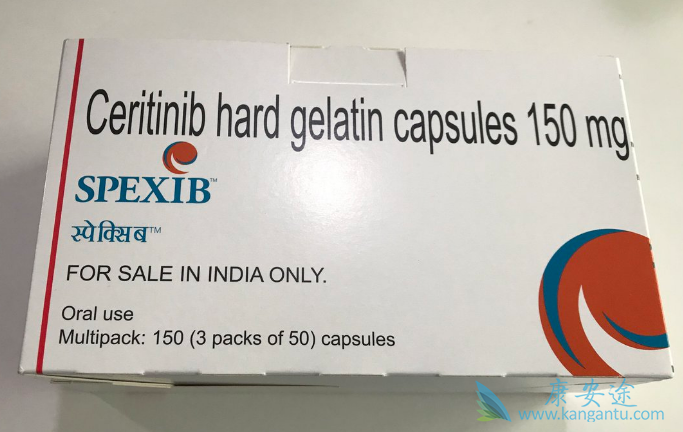 Ceritinib hard gelatin capsules 150 mg.
SPEXIB™
स्पेक्सिब™
FOR SALE IN INDIA ONLY.
Oral use
Multipack: 150 (3 packs of 50) capsules
康安途
www.kangantu.com